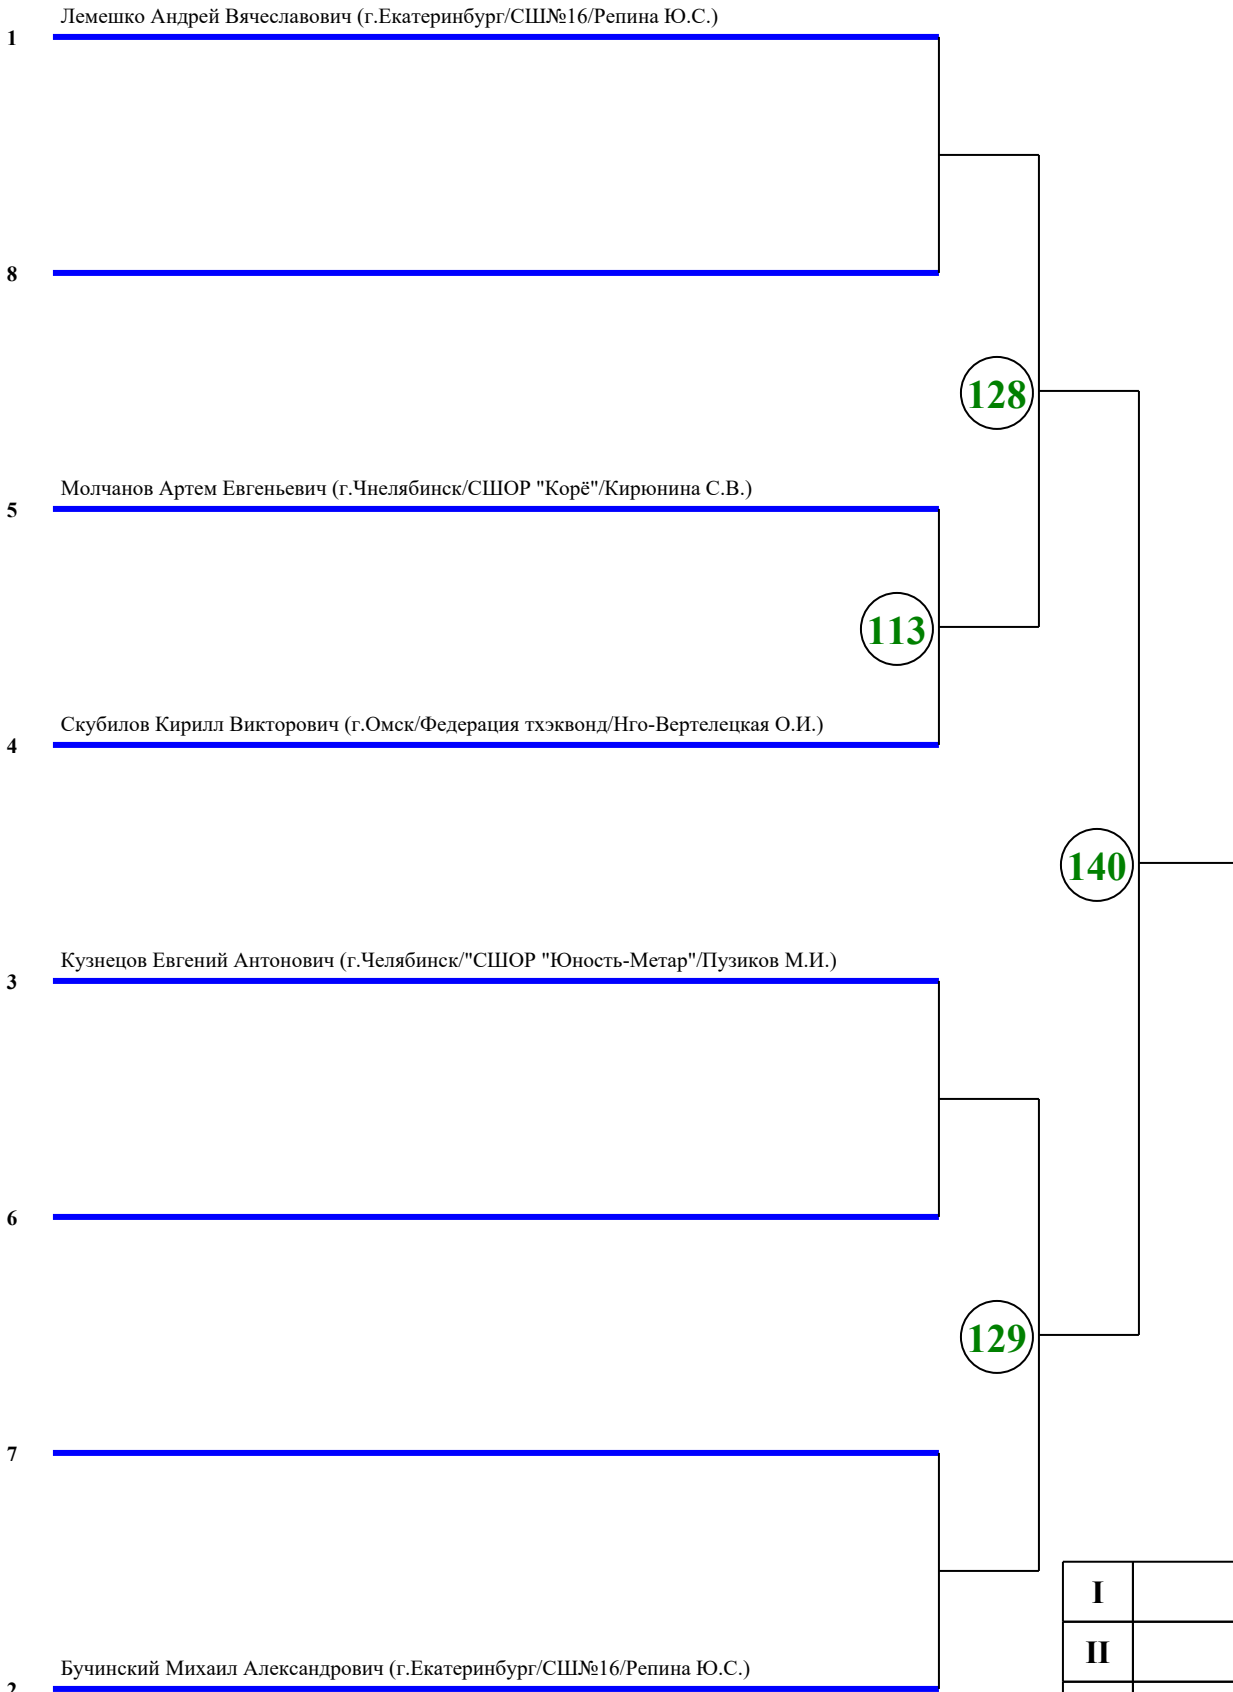 Лемешко Андрей Вячеславович (г.Екатеринбург/СШ№16/Репина Ю.С.)
1
8
128
Молчанов Артем Евгеньевич (г.Чнелябинск/СШОР "Корё"/Кирюнина С.В.)
5
113
Скубилов Кирилл Викторович (г.Омск/Федерация тхэквонд/Нго-Вертелецкая О.И.)
4
140
Кузнецов Евгений Антонович (г.Челябинск/"СШОР "Юность-Метар"/Пузиков М.И.)
3
6
129
7
I
II
Бучинский Михаил Александрович (г.Екатеринбург/СШ№16/Репина Ю.С.)
2